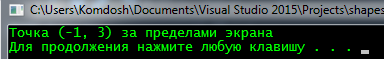 C:\Users\Komdosh\Documents\Visual Studio 2015\Projects\shapes
Точка (-1, 3) за пределами экрана
Для продолжения нажмите любую клавишу . . .